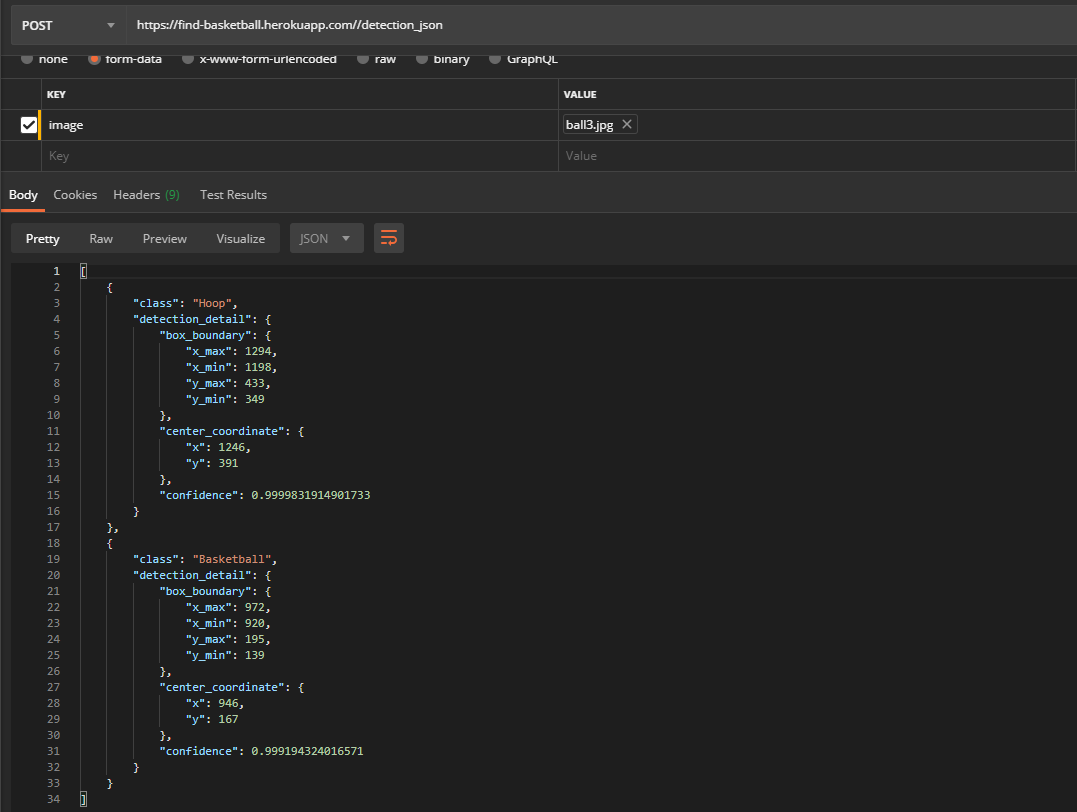 POST https://find-basketball.herokuapp.com//detection_json
none form-data x-www-form-urlencoded raw binary GraphQL
KEY VALUE
image ball3.jpg
Key Value
Body Cookies Headers (9) Test Results
Pretty Raw Preview Visualize JSON
1 [
2 {
3 "class": "Hoop",
4 "detection_detail": {
5 "box_boundary": {
6 "x_max": 1294,
7 "x_min": 1198,
8 "y_max": 433,
9 "y_min": 349
10 },
11 "center_coordinate": {
12 "x": 1246,
13 "y": 391
14 },
15 "confidence": 0.9999831914901733
16 }
17 },
18 {
19 "class": "Basketball",
20 "detection_detail": {
21 "box_boundary": {
22 "x_max": 972,
23 "x_min": 920,
24 "y_max": 195,
25 "y_min": 139
26 },
27 "center_coordinate": {
28 "x": 946,
29 "y": 167
30 },
31 "confidence": 0.999194324016571
32 }
33 }
34 ]